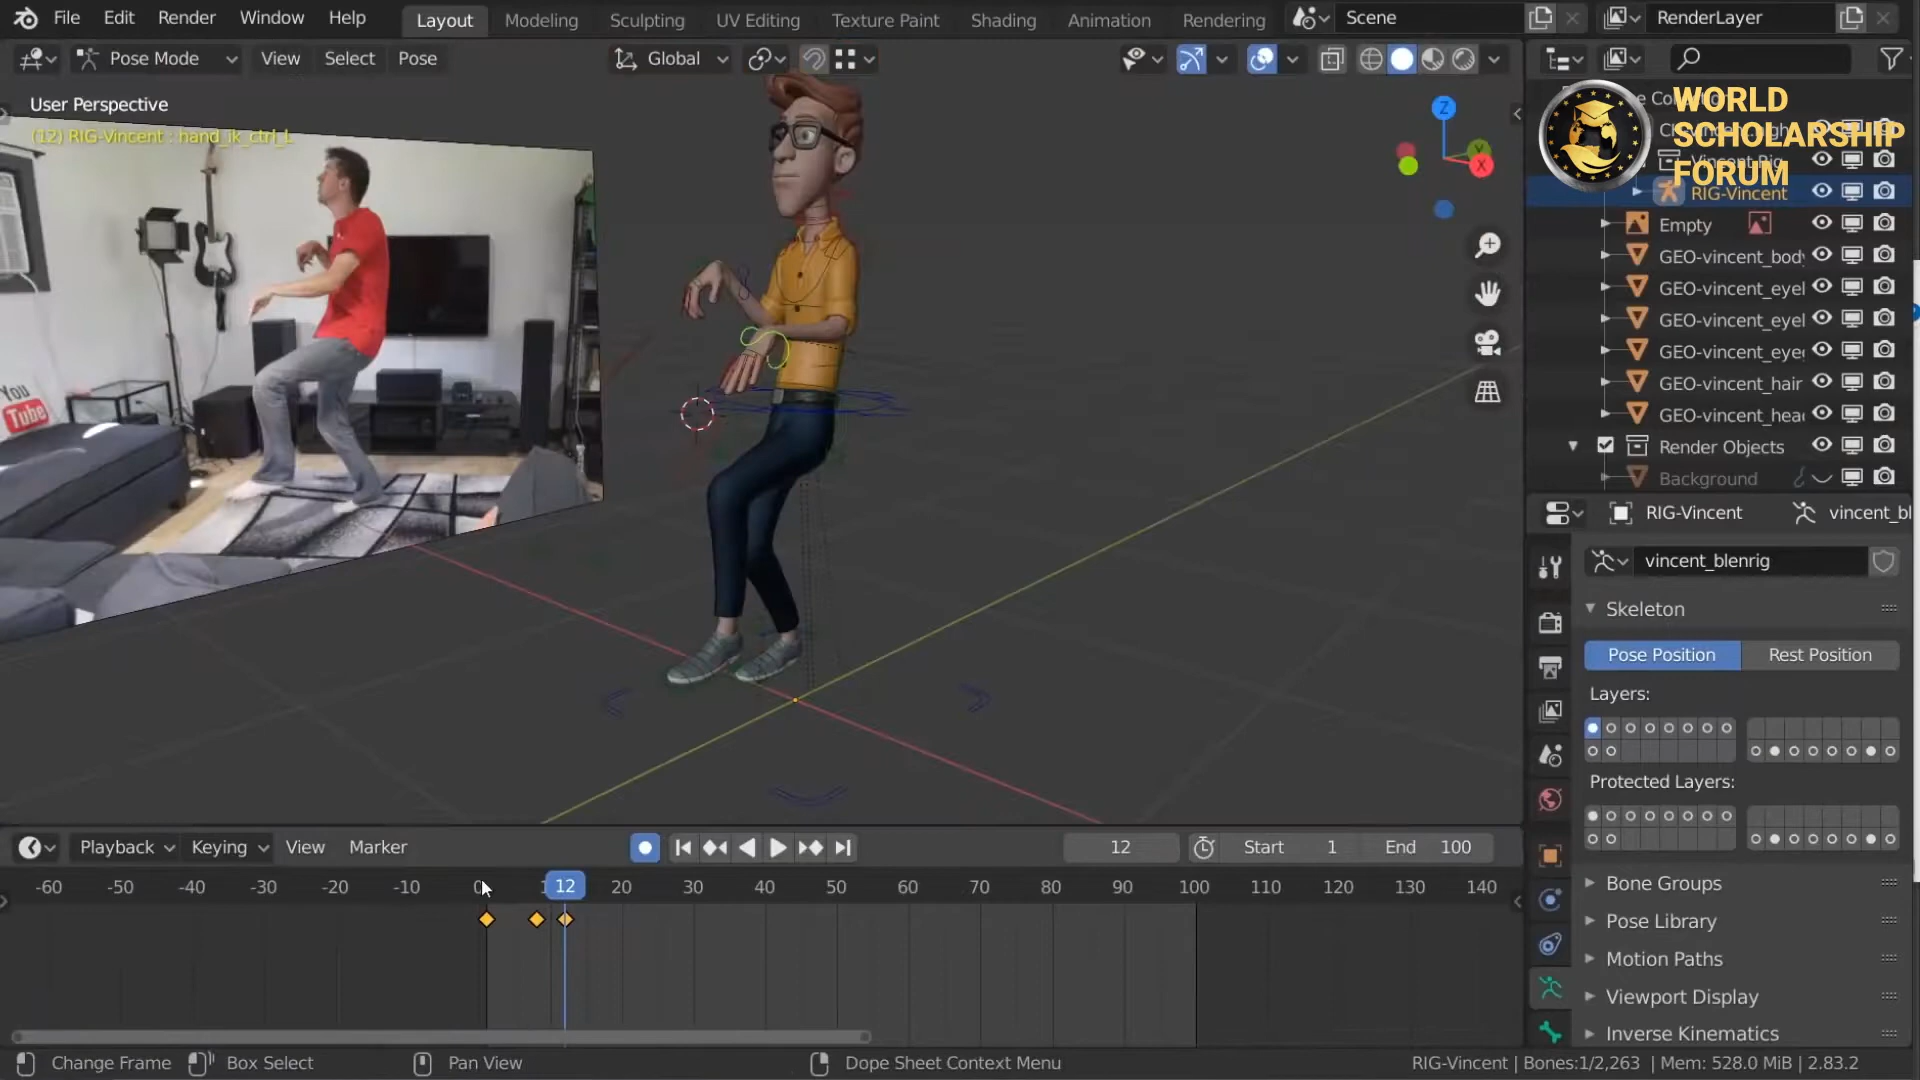 File Edit Render Window Help Layout Modeling Sculpting UV Editing Texture Paint Shading Animation Rendering Scene RenderLayer
Pose Mode View Select Pose Global
User Perspective
(12) RIG-Vincent : hand_ik_ctrl_L
You
Tube
Z
Y
X
WORLD
SCHOLARSHIP
FORUM
RIG-Vincent
Empty
GEO-vincent_body
GEO-vincent_eyel
GEO-vincent_eyel
GEO-vincent_eye
GEO-vincent_hair
GEO-vincent_hea
Render Objects
Background
RIG-Vincent vincent_bl
vincent_blenrig
Skeleton
Pose Position Rest Position
Layers:
Protected Layers:
Bone Groups
Pose Library
Motion Paths
Viewport Display
Inverse Kinematics
Playback Keying View Marker 12 Start 1 End 100
-60 -50 -40 -30 -20 -10 0 12 20 30 40 50 60 70 80 90 100 110 120 130 140
Change Frame Box Select Pan View Dope Sheet Context Menu RIG-Vincent | Bones:1/2,263 | Mem: 528.0 MiB | 2.83.2